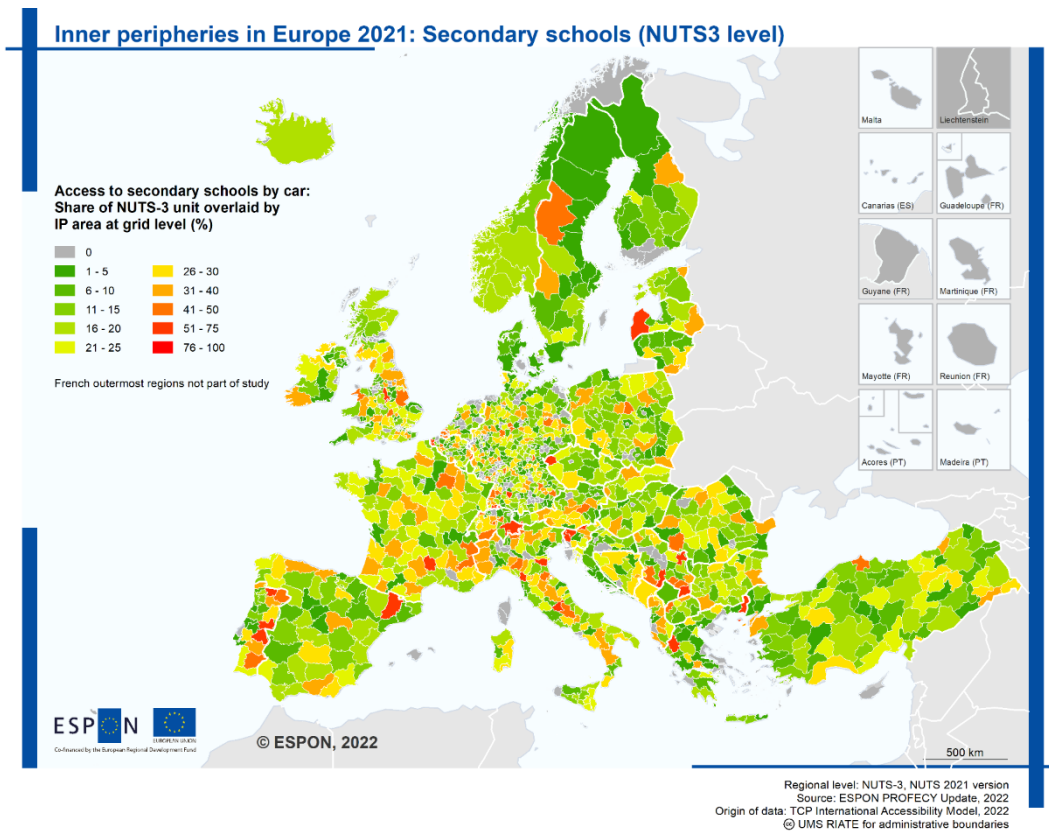 Inner peripheries in Europe 2021: Secondary schools (NUTS3 level)
Access to secondary schools by car:
Share of NUTS-3 unit overlaid by
IP area at grid level (%)
0
1 - 5
6 - 10
11 - 15
16 - 20
21 - 25
26 - 30
31 - 40
41 - 50
51 - 75
76 - 100
French outermost regions not part of study
Malta
Liechtenstein
Canarias (ES)
Guadeloupe (FR)
Guyane (FR)
Martinique (FR)
Mayotte (FR)
Reunion (FR)
Acores (PT)
Madeira (PT)
ESPON
EUROPEAN UNION
Co-financed by the European Regional Development Fund
© ESPON, 2022
500 km
Regional level: NUTS-3, NUTS 2021 version
Source: ESPON PROFECY Update, 2022
Origin of data: TCP International Accessibility Model, 2022
© UMS RIATE for administrative boundaries